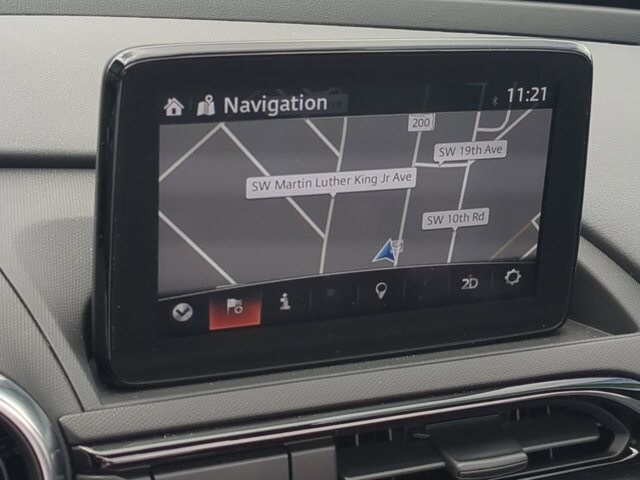 Navigation
11:21
200
SW 19th Ave
SW Martin Luther King Jr Ave
SW 10th Rd
2D